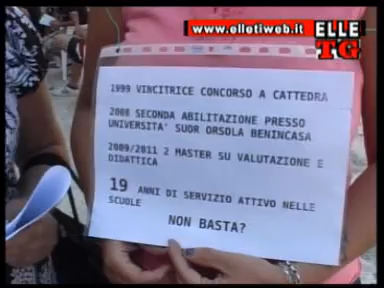 www.elletiweb.it ELLE
TG
1999 VINCITRICE CONCORSO A CATTEDRA
2008 SECONDA ABILITAZIONE PRESSO
UNIVERSITA' SUOR ORSOLA BENINCASA
2009/2011 2 MASTER SU VALUTAZIONE E
DIDATTICA
19 ANNI DI SERVIZIO ATTIVO NELLE
SCUOLE
NON BASTA?